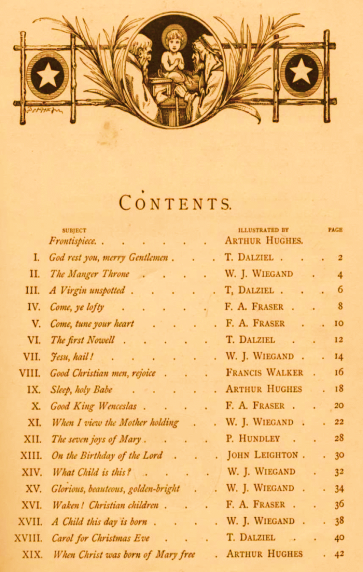 CONTENTS.
SUBJECT ILLUSTRATED BY PAGE
Frontispiece. . . . . . . ARTHUR HUGHES.
I. God rest you, merry Gentlemen . . . T. DALZIEL . . . 2
II. The Manger Throne . . . . W. J. WIEGAND . 4
III. A Virgin unspotted . . . . T, DALZIEL . . . 6
IV. Come, ye lofty . . . . . F. A. FRASER . . 8
V. Come, tune your heart . . . . F. A. FRASER . . 10
VI. The first Nowell . . . . . T. DALZIEL . . 12
VII. Jesu, hail! . . . . . . W. J. WIEGAND . 14
VIII. Good Christian men, rejoice . . . FRANCIS WALKER . 16
IX. Sleep, holy Babe . . . . . ARTHUR HUGHES . 18
X. Good King Wenceslas . . . . F. A. FRASER . . 20
XI. When I view the Mother holding . . . W. J. WIEGAND . . 22
XII. The seven joys of Mary . . . . . P. HUNDLEY . . 28
XIII. On the Birthday of the Lord . . . JOHN LEIGHTON . . 30
XIV. What Child is this? . . . . . W. J. WIEGAND . 32
XV. Glorious, beauteous, golden-bright . . W. J. WIEGAND . 34
XVI. Waken! Christian children . . . . F. A. FRASER . . 36
XVII. A Child this day is born . . . . W. J. WIEGAND . 38
XVIII. Carol for Christmas Eve . . . . T. DALZIEL . . 40
XIX. When Christ was born of Mary free . . ARTHUR HUGHES . 42